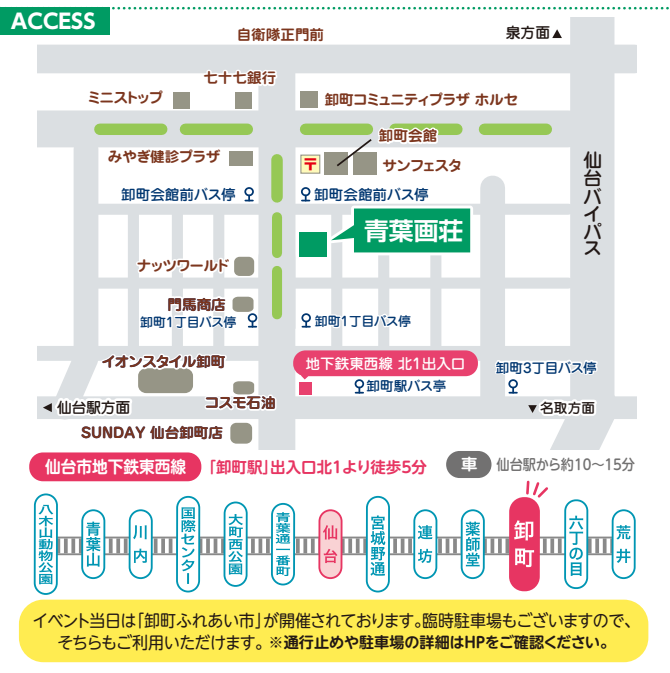 ACCESS
自衛隊正門前
泉方面▲
七十七銀行
ミニストップ
卸町コミュニティプラザ ホルセ
卸町会館
みやぎ健診プラザ
〒
サンフェスタ
仙台バイパス
卸町会館前バス停
卸町会館前バス停
青葉画荘
ナッツワールド
門馬商店
卸町1丁目バス停
卸町1丁目バス停
イオンスタイル卸町
地下鉄東西線 北1出入口
卸町3丁目バス停
卸町駅バス亭
◀ 仙台駅方面
コスモ石油
▼名取方面
SUNDAY 仙台卸町店
仙台市地下鉄東西線
「卸町駅」出入口北1より徒歩5分
車
仙台駅から約10〜15分
八木山動物公園
青葉山
川内
国際センター
大町西公園
青葉通一番町
仙台
宮城野通
連坊
薬師堂
卸町
六丁の目
荒井
イベント当日は「卸町ふれあい市」が開催されております。臨時駐車場もございますので、
そちらもご利用いただけます。※通行止めや駐車場の詳細はHPをご確認ください。